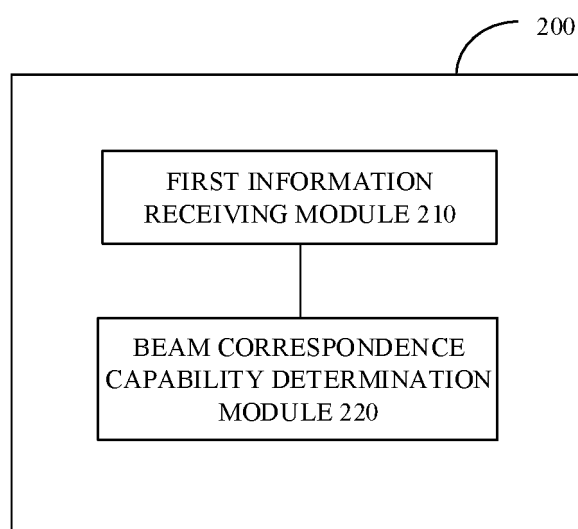 200
FIRST INFORMATION
RECEIVING MODULE 210
BEAM CORRESPONDENCE
CAPABILITY DETERMINATION
MODULE 220